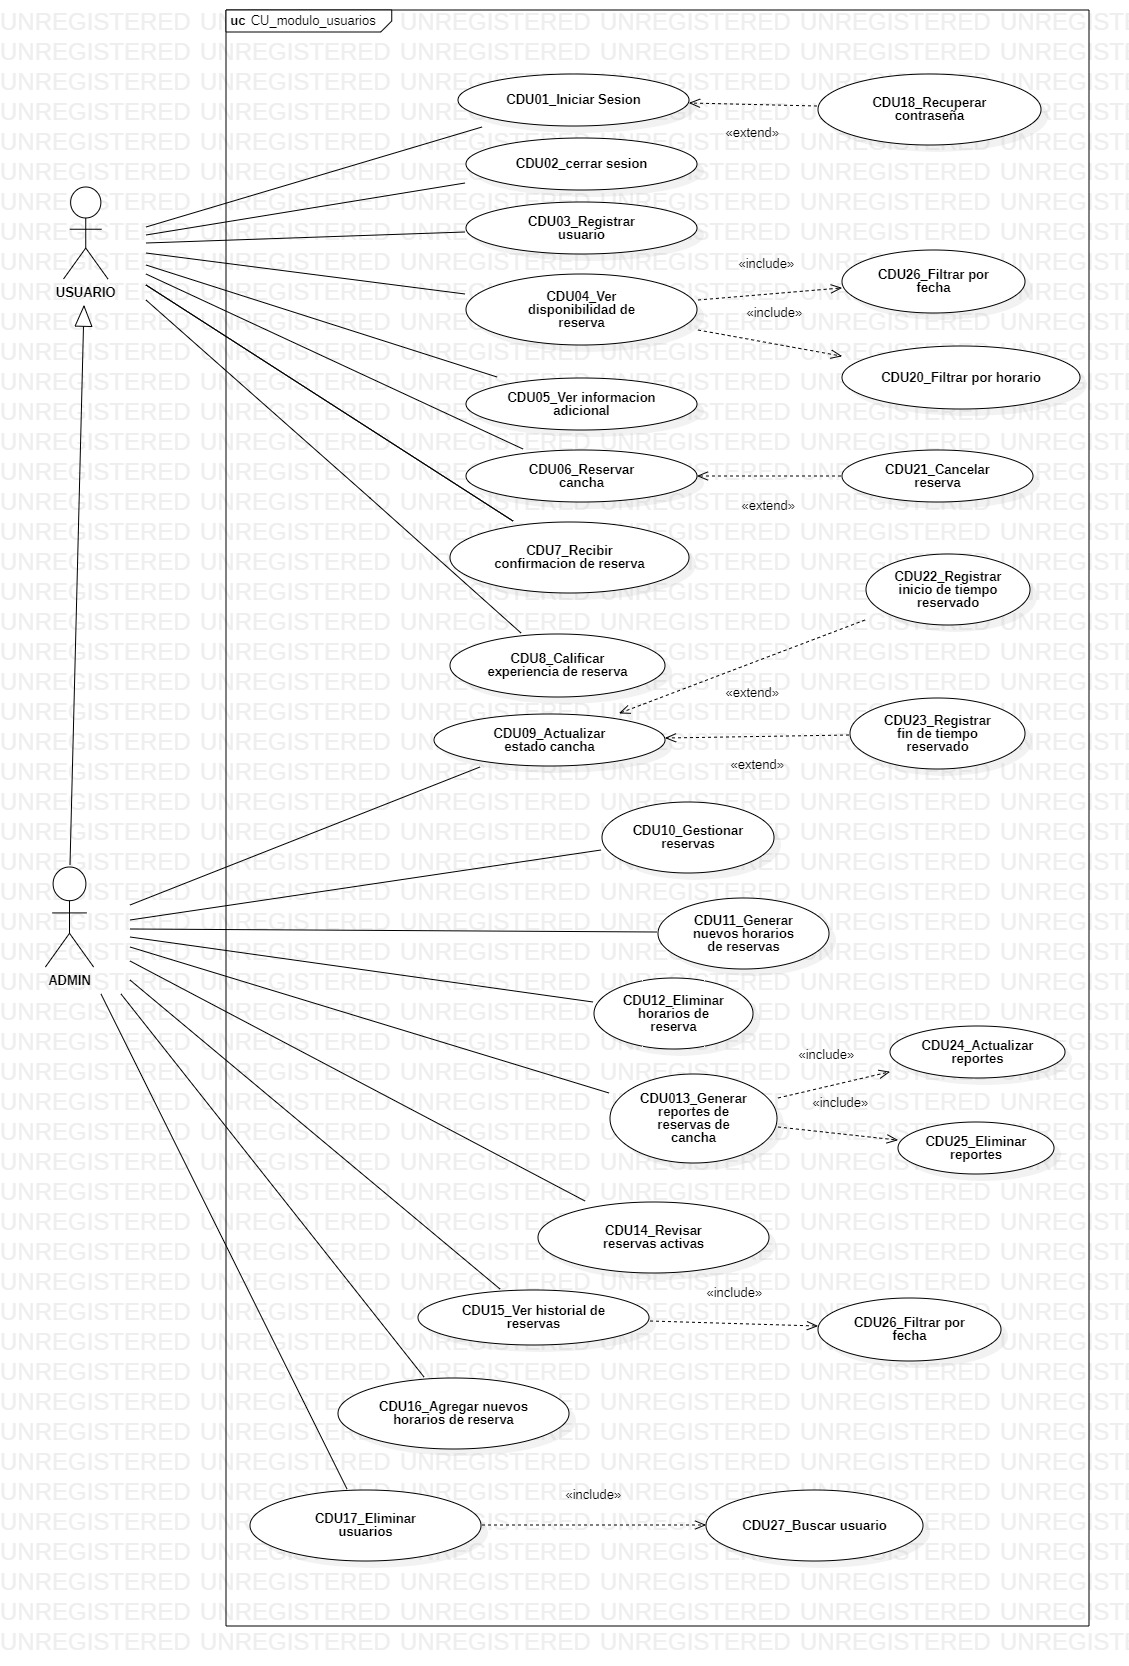 uc CU_modulo_usuarios
CDU01_Iniciar Sesion
CDU18_Recuperar
contraseña
«extend»
CDU02_cerrar sesion
CDU03_Registrar
usuario
USUARIO
«include»
CDU26_Filtrar por
fecha
CDU04_Ver
disponibilidad de
reserva
«include»
CDU20_Filtrar por horario
CDU05_Ver informacion
adicional
CDU06_Reservar
cancha
CDU21_Cancelar
reserva
«extend»
CDU7_Recibir
confirmacion de reserva
CDU22_Registrar
inicio de tiempo
reservado
CDU8_Calificar
experiencia de reserva
«extend»
CDU09_Actualizar
estado cancha
CDU23_Registrar
fin de tiempo
reservado
«extend»
CDU10_Gestionar
reservas
CDU11_Generar
nuevos horarios
de reservas
ADMIN
CDU12_Eliminar
horarios de
reserva
«include»
CDU24_Actualizar
reportes
CDU013_Generar
reportes de
reservas de
cancha
«include»
CDU25_Eliminar
reportes
CDU14_Revisar
reservas activas
«include»
CDU15_Ver historial de
reservas
CDU26_Filtrar por
fecha
CDU16_Agregar nuevos
horarios de reserva
«include»
CDU17_Eliminar
usuarios
CDU27_Buscar usuario
UNREGISTERED